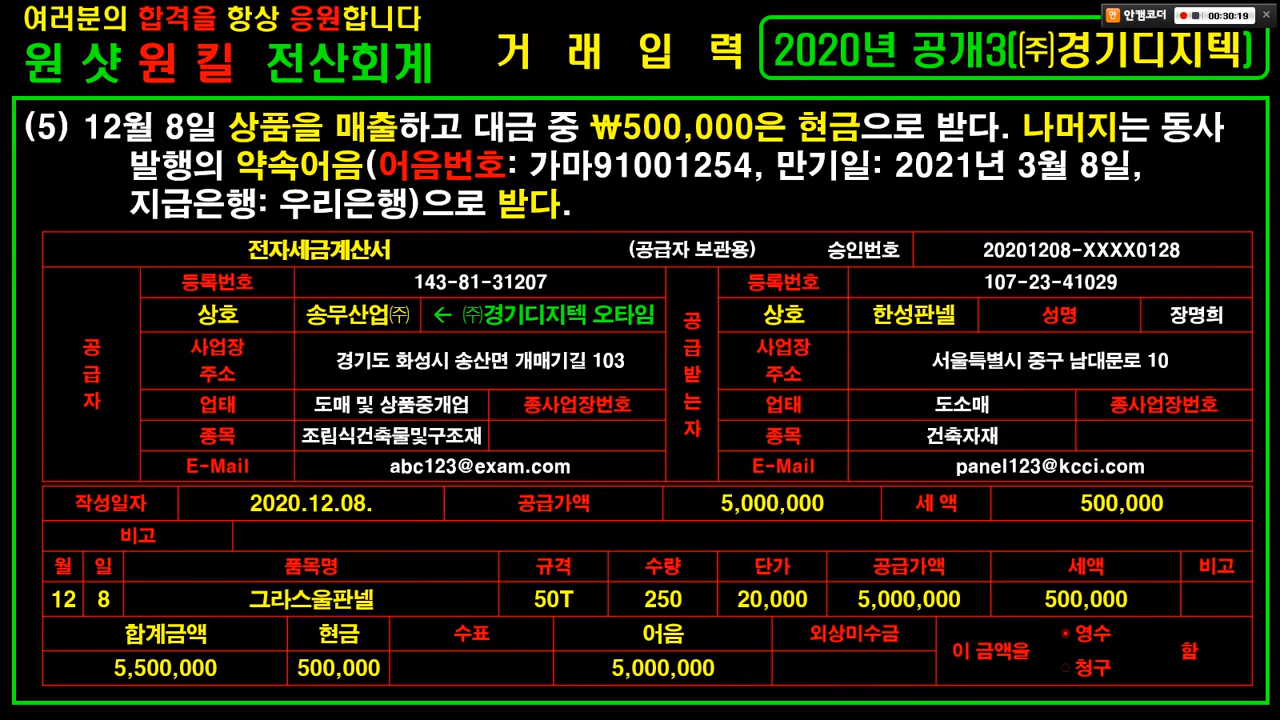 여러분의 합격을 항상 응원합니다
안캠코더 00:30:19
원 샷 원 킬 전산회계
거 래 입 력
2020년 공개3(㈜경기디지텍)
(5) 12월 8일 상품을 매출하고 대금 중 ₩500,000은 현금으로 받다. 나머지는 동사
발행의 약속어음(어음번호: 가마91001254, 만기일: 2021년 3월 8일,
지급은행: 우리은행)으로 받다.
전자세금계산서 (공급자 보관용) 승인번호 20201208-XXXX0128
공급자
등록번호 143-81-31207
상호 송무산업㈜ ← ㈜경기디지텍 오타임
사업장 주소 경기도 화성시 송산면 개매기길 103
업태 도매 및 상품중개업 종사업장번호
종목 조립식건축물및구조재
E-Mail abc123@exam.com
공급받는자
등록번호 107-23-41029
상호 한성판넬 성명 장명희
사업장 주소 서울특별시 중구 남대문로 10
업태 도소매 종사업장번호
종목 건축자재
E-Mail panel123@kcci.com
작성일자 2020.12.08. 공급가액 5,000,000 세 액 500,000
비고
월 일 품목명 규격 수량 단가 공급가액 세액 비고
12 8 그라스울판넬 50T 250 20,000 5,000,000 500,000
합계금액 현금 수표 어음 외상미수금 이 금액을 ◉ 영수 ○ 청구 함
5,500,000 500,000 5,000,000